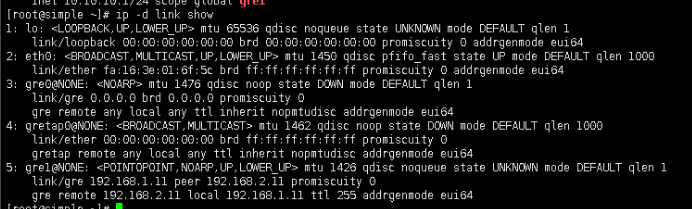 inet 10.10.10.1/24 scope global gre1
[root@simple ~]# ip -d link show
1: lo: <LOOPBACK,UP,LOWER_UP> mtu 65536 qdisc noqueue state UNKNOWN mode DEFAULT qlen 1
link/loopback 00:00:00:00:00:00 brd 00:00:00:00:00:00 promiscuity 0 addrgenmode eui64
2: eth0: <BROADCAST,MULTICAST,UP,LOWER_UP> mtu 1450 qdisc pfifo_fast state UP mode DEFAULT qlen 1000
link/ether fa:16:3e:01:6f:5c brd ff:ff:ff:ff:ff:ff promiscuity 0 addrgenmode eui64
3: gre0@NONE: <NOARP> mtu 1476 qdisc noop state DOWN mode DEFAULT qlen 1
link/gre 0.0.0.0 brd 0.0.0.0 promiscuity 0
gre remote any local any ttl inherit nopmtudisc addrgenmode eui64
4: gretap0@NONE: <BROADCAST,MULTICAST> mtu 1462 qdisc noop state DOWN mode DEFAULT qlen 1000
link/ether 00:00:00:00:00:00 brd ff:ff:ff:ff:ff:ff promiscuity 0
gretap remote any local any ttl inherit nopmtudisc addrgenmode eui64
5: gre1@NONE: <POINTOPOINT,NOARP,UP,LOWER_UP> mtu 1426 qdisc noqueue state UNKNOWN mode DEFAULT qlen 1
link/gre 192.168.1.11 peer 192.168.2.11 promiscuity 0
gre remote 192.168.2.11 local 192.168.1.11 ttl 255 addrgenmode eui64
[root@simple ~]#